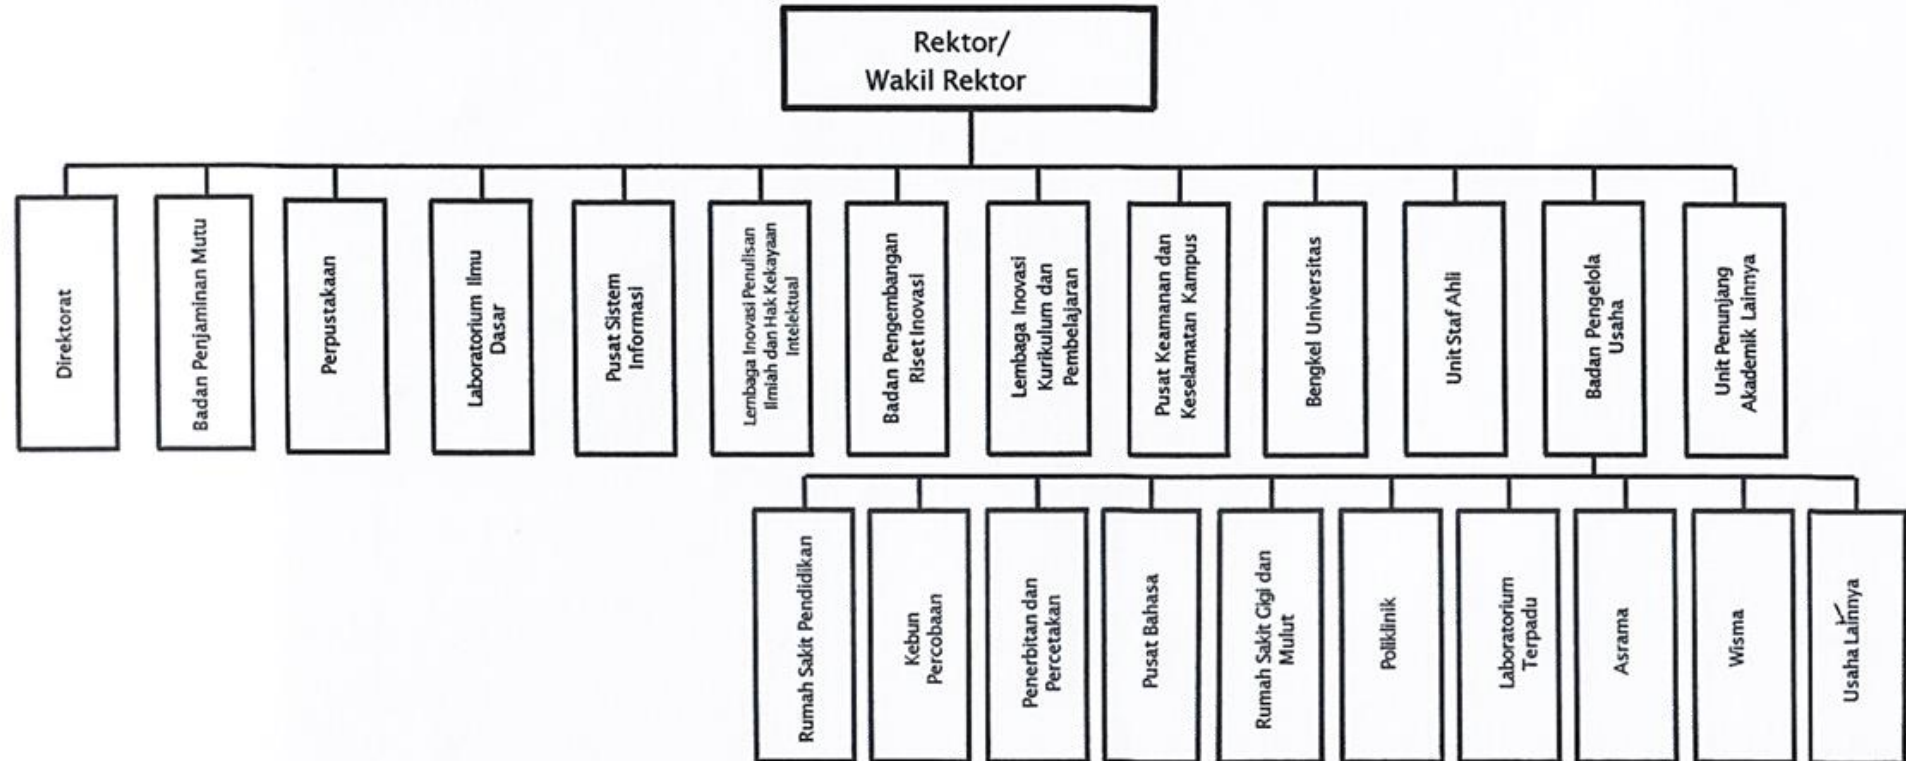 Rektor/
Wakil Rektor
Direktorat
Badan Penjaminan Mutu
Perpustakaan
Laboratorium Ilmu
Dasar
Pusat Sistem
Informasi
Lembaga Inovasi Penulisan
Ilmiah dan Hak Kekayaan
Intelektual
Badan Pengembangan
Riset Inovasi
Lembaga Inovasi
Kurikulum dan
Pembelajaran
Pusat Keamanan dan
Keselamatan Kampus
Bengkel Universitas
Unit Staf Ahli
Badan Pengelola
Usaha
Unit Penunjang
Akademik Lainnya
Rumah Sakit Pendidikan
Kebun
Percobaan
Penerbitan dan
Percetakan
Pusat Bahasa
Rumah Sakit Gigi dan
Mulut
Poliklinik
Laboratorium
Terpadu
Asrama
Wisma
Usaha Lainnya